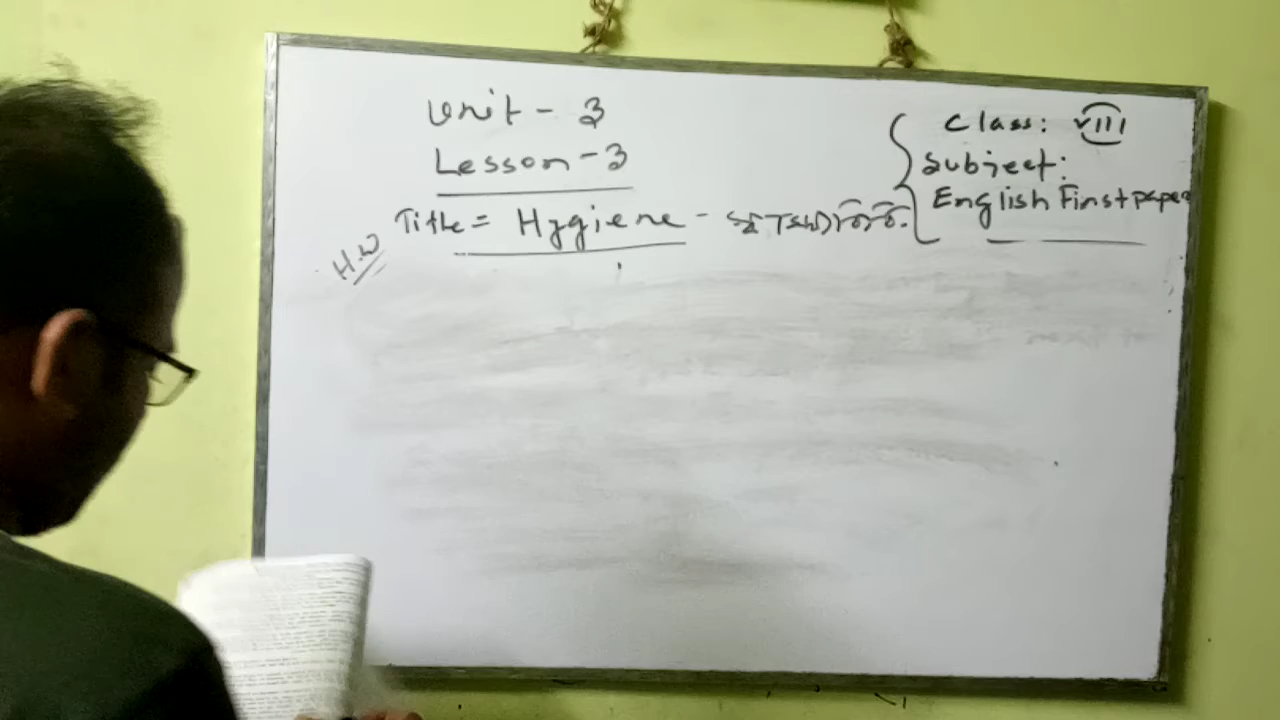 Unit - 3
Lesson - 3
Title = Hygiene -
H.W
Class: VIII
Subject:
English First paper